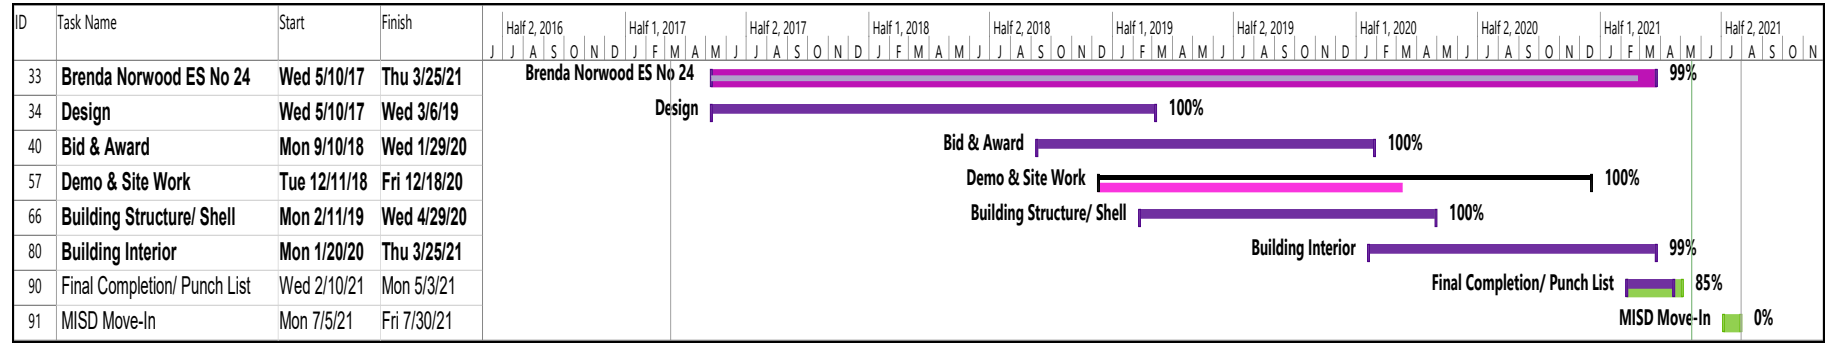 ID Task Name Start Finish Half 2, 2016 Half 1, 2017 Half 2, 2017 Half 1, 2018 Half 2, 2018 Half 1, 2019 Half 2, 2019 Half 1, 2020 Half 2, 2020 Half 1, 2021 Half 2, 2021
J J A S O N D J F M A M J J A S O N D J F M A M J J A S O N D J F M A M J J A S O N D J F M A M J J A S O N D J F M A M J J A S O N
33 Brenda Norwood ES No 24 Wed 5/10/17 Thu 3/25/21 Brenda Norwood ES No 24 99%
34 Design Wed 5/10/17 Wed 3/6/19 Design 100%
40 Bid & Award Mon 9/10/18 Wed 1/29/20 Bid & Award 100%
57 Demo & Site Work Tue 12/11/18 Fri 12/18/20 Demo & Site Work 100%
66 Building Structure/ Shell Mon 2/11/19 Wed 4/29/20 Building Structure/ Shell 100%
80 Building Interior Mon 1/20/20 Thu 3/25/21 Building Interior 99%
90 Final Completion/ Punch List Wed 2/10/21 Mon 5/3/21 Final Completion/ Punch List 85%
91 MISD Move-In Mon 7/5/21 Fri 7/30/21 MISD Move-In 0%